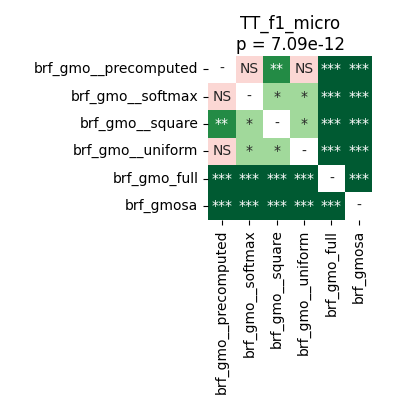 TT_f1_micro
p = 7.09e-12
brf_gmo__precomputed - NS ** NS *** ***
brf_gmo__softmax NS - * * *** ***
brf_gmo__square ** * - * *** ***
brf_gmo__uniform NS * * - *** ***
brf_gmo_full *** *** *** *** - ***
brf_gmosa *** *** *** *** *** -
brf_gmo__precomputed
brf_gmo__softmax
brf_gmo__square
brf_gmo__uniform
brf_gmo_full
brf_gmosa